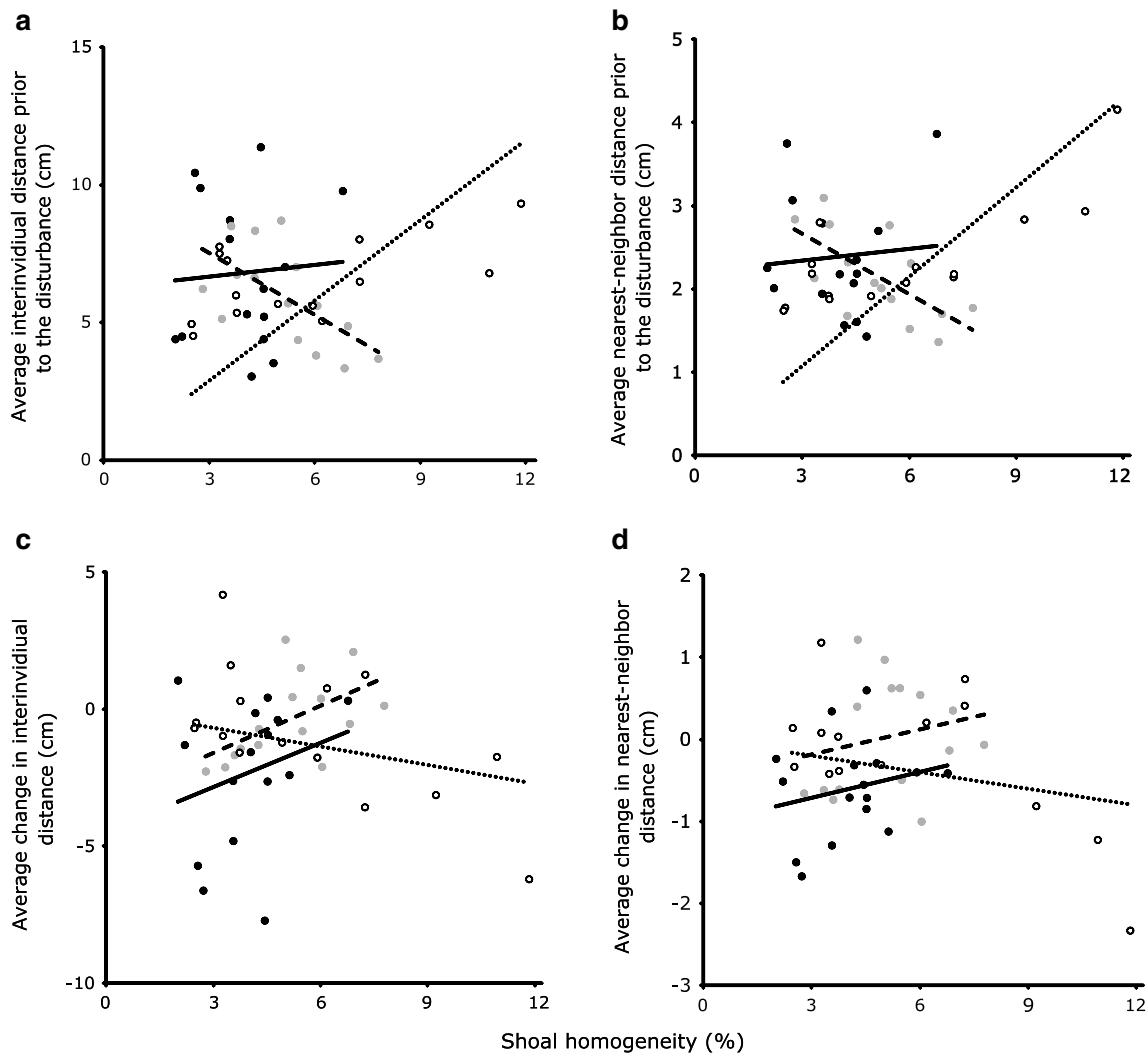 a
Average interinvidual distance prior
to the disturbance (cm)
15
10
5
0
0 3 6 9 12
b
Average nearest-neighbor distance prior
to the disturbance (cm)
5
4
3
2
1
0
0 3 6 9 12
c
Average change in interinvidiual
distance (cm)
5
0
-5
-10
0 3 6 9 12
d
Average change in nearest-neighbor
distance (cm)
2
1
0
-1
-2
-3
0 3 6 9 12
Shoal homogeneity (%)